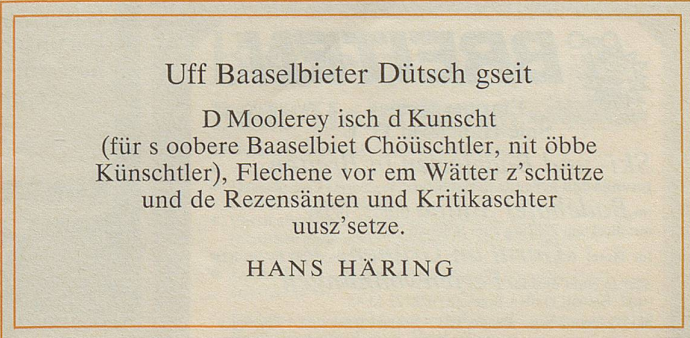 Uff Baaselbieter Dütsch gseit
D Moolerey isch d Kunscht
(für s oobere Baaselbiet Chöüschtler, nit öbbe
Künschtler), Flechene vor em Wätter z’schütze
und de Rezensänten und Kritikaschter
uusz’setze.
HANS HÄRING